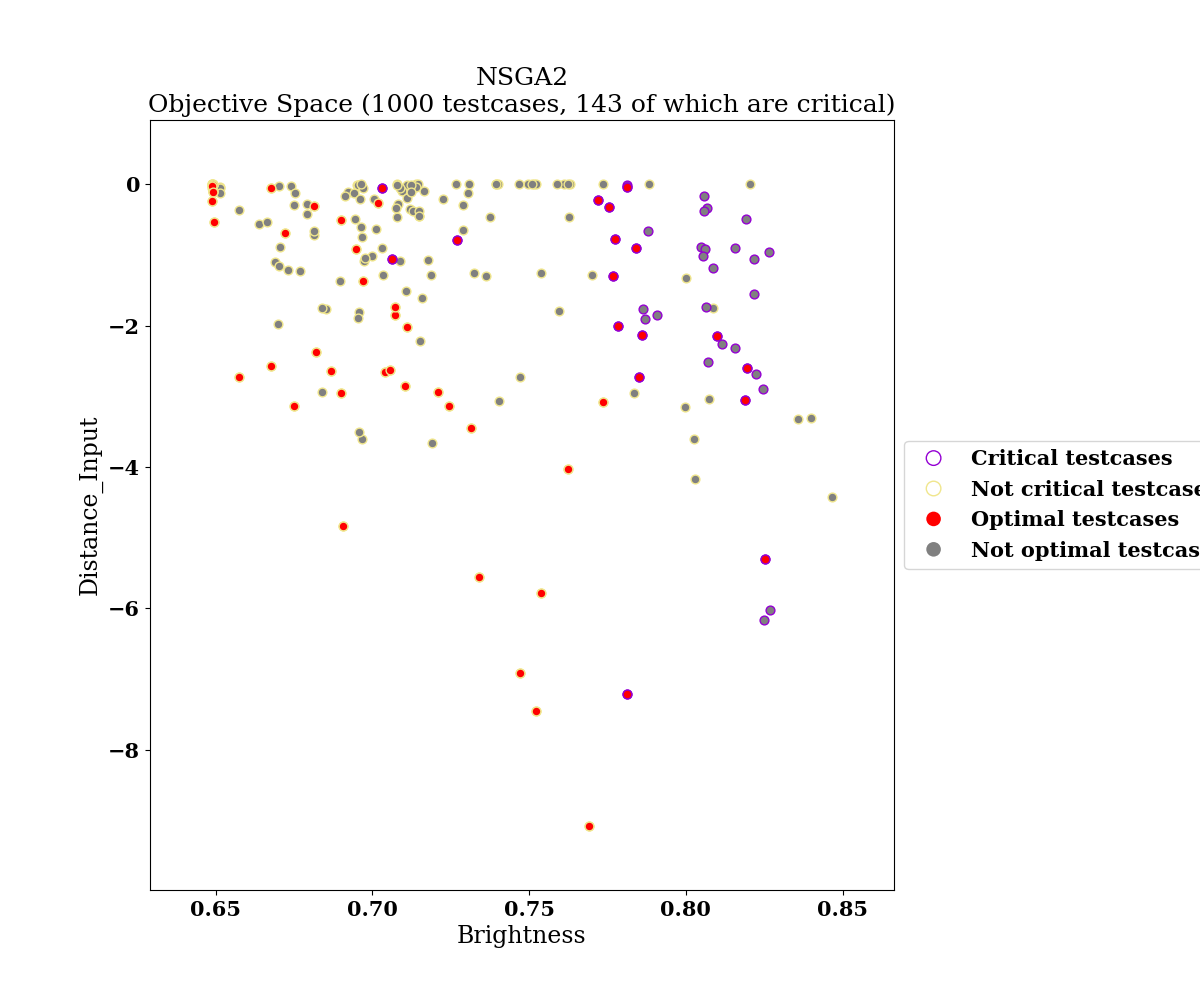 NSGA2
Objective Space (1000 testcases, 143 of which are critical)
0
−2
−4
−6
−8
Distance_Input
0.65 0.70 0.75 0.80 0.85
Brightness
Critical testcases
Not critical testcase
Optimal testcases
Not optimal testcas